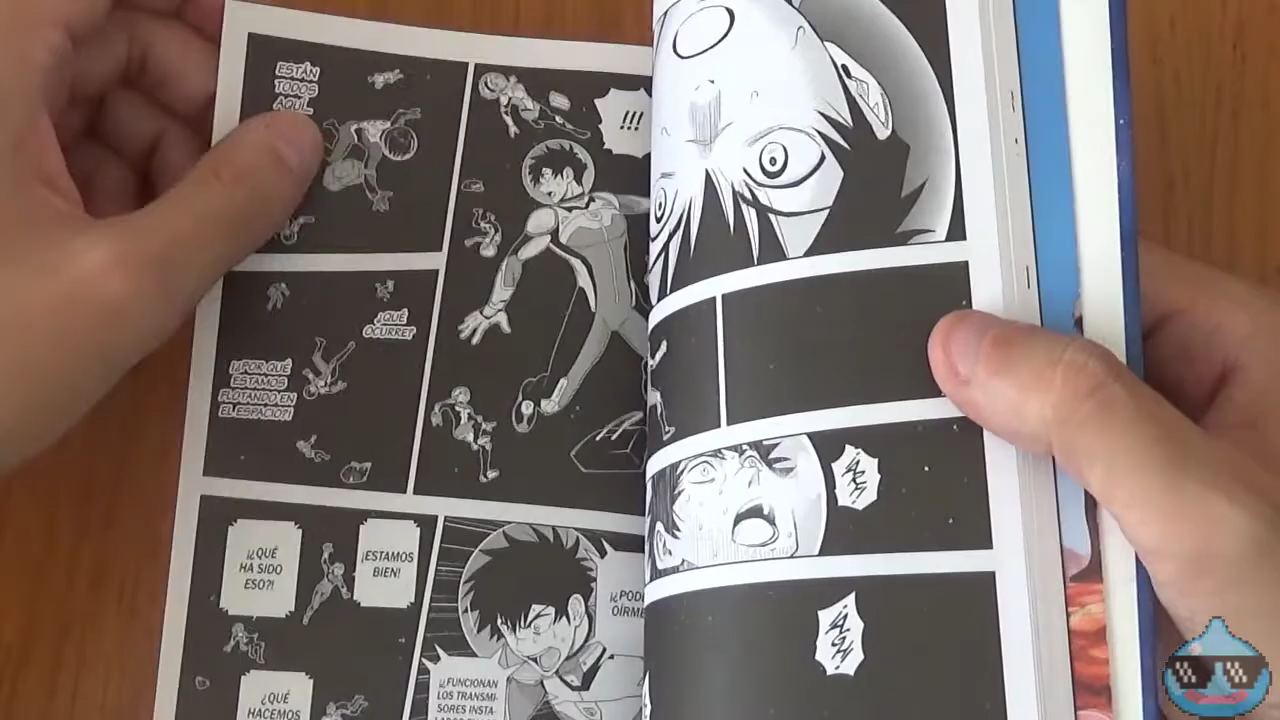 ESTÁN
TODOS
AQUÍ...
!!!
¿QUÉ
OCURRE?
¡¿POR QUÉ
ESTAMOS
FLOTANDO EN
EL ESPACIO?!
¡¿QUÉ
HA SIDO
ESO?!
¡ESTAMOS
BIEN!
¿QUÉ
HACEMOS
¡¿PODÉ
OÍRME
¡¿FUNCIONAN
LOS TRANSMI-
SORES INSTA-